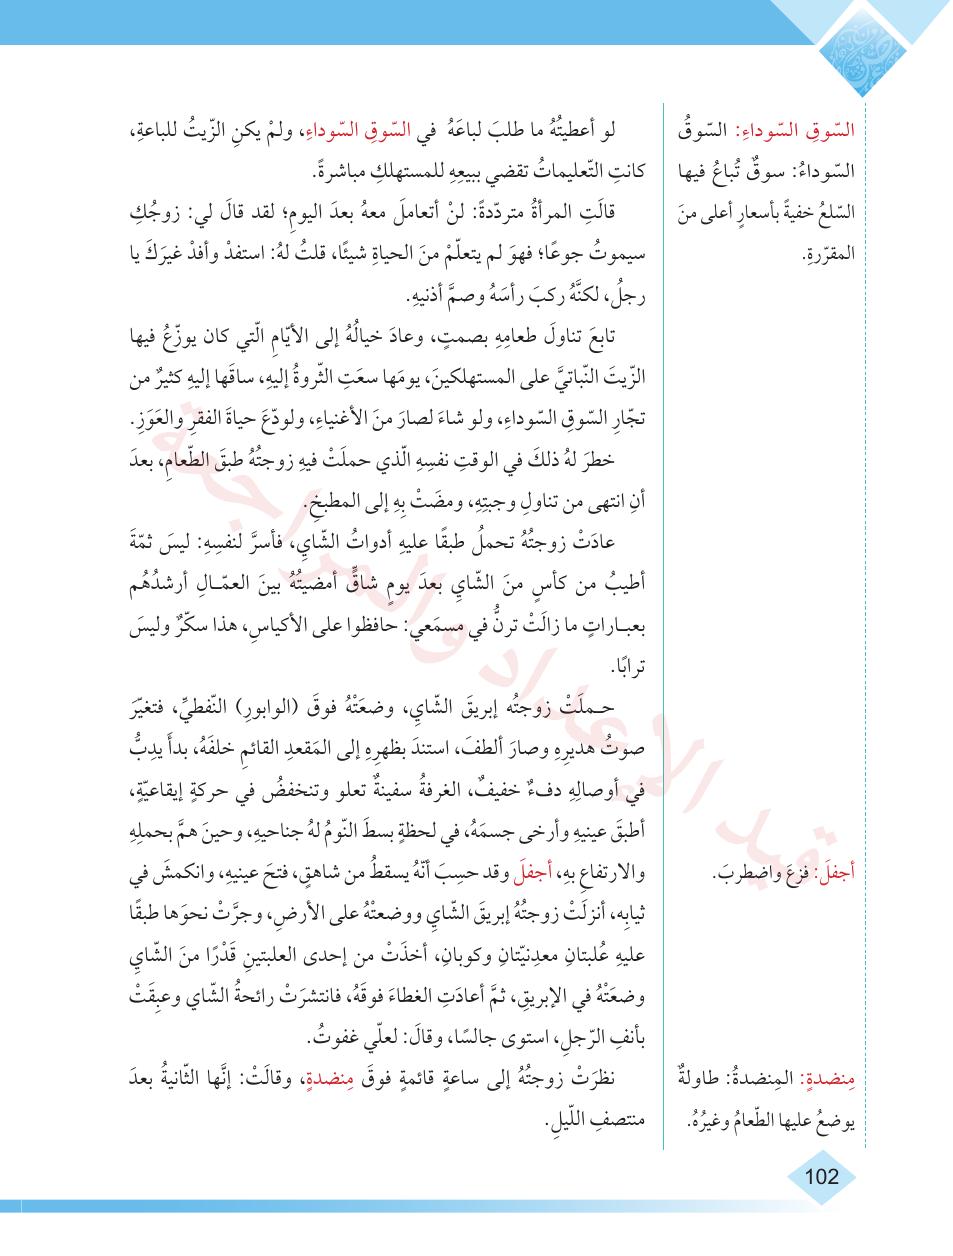 لو أعطيتُهُ ما طلبَ لباعَهُ في السّوقِ السّوداءِ، ولمْ يكنِ الزّيتُ للباعةِ،
كانتِ التّعليماتُ تقضي ببيعِهِ للمستهلكِ مباشرةً.
قالَتِ المرأةُ متردّدةً: لنْ أتعاملَ معهُ بعدَ اليومِ؛ لقد قالَ لي: زوجُكِ
سيموتُ جوعًا؛ فهوَ لم يتعلّمْ منَ الحياةِ شيئًا، قلتُ لهُ: استفدْ وأفدْ غيرَكَ يا
رجلُ، لكنَّهُ ركبَ رأسَهُ وصمَّ أذنيهِ.
تابعَ تناولَ طعامِهِ بصمتٍ، وعادَ خيالُهُ إلى الأيّامِ الّتي كان يوزّعُ فيها
الزّيتَ النّباتيَّ على المستهلكينَ، يومَها سعَتِ الثّروةُ إليهِ، ساقَها إليهِ كثيرٌ من
تجّارِ السّوقِ السّوداءِ، ولو شاءَ لصارَ منَ الأغنياءِ، ولودّعَ حياةَ الفقرِ والعَوَزِ.
خطرَ لهُ ذلكَ في الوقتِ نفسِهِ الّذي حملَتْ فيهِ زوجتُهُ طبقَ الطّعامِ، بعدَ
أنِ انتهى من تناولِ وجبتِهِ، ومضَتْ بِهِ إلى المطبخِ.
عادَتْ زوجتُهُ تحملُ طبقًا عليهِ أدواتُ الشّايِ، فأسرَّ لنفسِهِ: ليسَ ثمّةَ
أطيبُ من كأسٍ منَ الشّاي بعدَ يومٍ شاقٍّ أمضيتُهُ بينَ العمّـالِ أرشدُهُم
بعبـاراتٍ ما زالَتْ ترنُّ في مسمَعي: حافظوا على الأكياسِ، هذا سكّرٌ وليسَ
ترابًا.
حـملَتْ زوجتُه إبريقَ الشّاي، وضعَتْهُ فوقَ (الوابورِ) النّفطيِّ، فتغيّرَ
صوتُ هديرِهِ وصارَ ألطفَ، استندَ بظهرِهِ إلى المَقعدِ القائمِ خلفَهُ، بدأَ يدِبُّ
في أوصالِهِ دفءٌ خفيفٌ، الغرفةُ سفينةٌ تعلو وتنخفضُ في حركةٍ إيقاعيّةٍ،
أطبقَ عينيهِ وأرخى جسمَهُ، في لحظةٍ بسطَ النّومُ لهُ جناحيهِ، وحينَ همَّ بحملِهِ
والارتفاعِ بهِ، أجفلَ وقد حسِبَ أنّهُ يسقطُ من شاهقٍ، فتحَ عينيهِ، وانكمشَ في
ثيابِه، أنزلَتْ زوجتُهُ إبريقَ الشّاي ووضعتْهُ على الأرضِ، وجرَّتْ نحوَها طبقًا
عليهِ عُلبتانِ معدِنيّتانِ وكوبانِ، أخذَتْ من إحدى العلبتينِ قَدْرًا منَ الشّايِ
وضعَتْهُ في الإبريقِ، ثمَّ أعادَتِ الغطاءَ فوقَهُ، فانتشرَتْ رائحةُ الشّاي وعبِقَتْ
بأنفِ الرّجلِ، استوى جالسًا، وقالَ: لعلّي غفوتُ.
نظرَتْ زوجتُهُ إلى ساعةٍ قائمةٍ فوقَ مِنضدةٍ، وقالَتْ: إنَّها الثّانيةُ بعدَ
منتصفِ اللّيلِ.
السّوقِ السّوداءِ: السّوقُ
السّوداءُ: سوقٌ تُباعُ فيها
السّلعُ خفيةً بأسعارٍ أعلى منَ
المقرّرةِ.
أجفلَ: فزعَ واضطربَ.
مِنضدةٍ: المِنضدةُ: طاولةٌ
يوضعُ عليها الطّعامُ وغيرُهُ.
قيد الإعداد والمراجعة
102